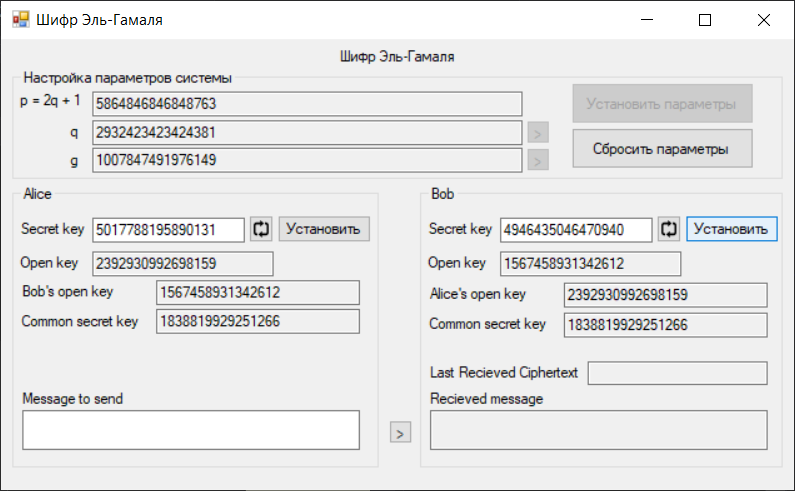 Шифр Эль-Гамаля
Шифр Эль-Гамаля
Настройка параметров системы
p = 2q + 1 5864846846848763 Установить параметры
q 2932423423424381 >
g 1007847491976149 > Сбросить параметры
Alice
Secret key 5017788195890131 Установить
Open key 2392930992698159
Bob's open key 1567458931342612
Common secret key 1838819929251266
Message to send
>
Bob
Secret key 4946435046470940 Установить
Open key 1567458931342612
Alice's open key 2392930992698159
Common secret key 1838819929251266
Last Recieved Ciphertext
Recieved message